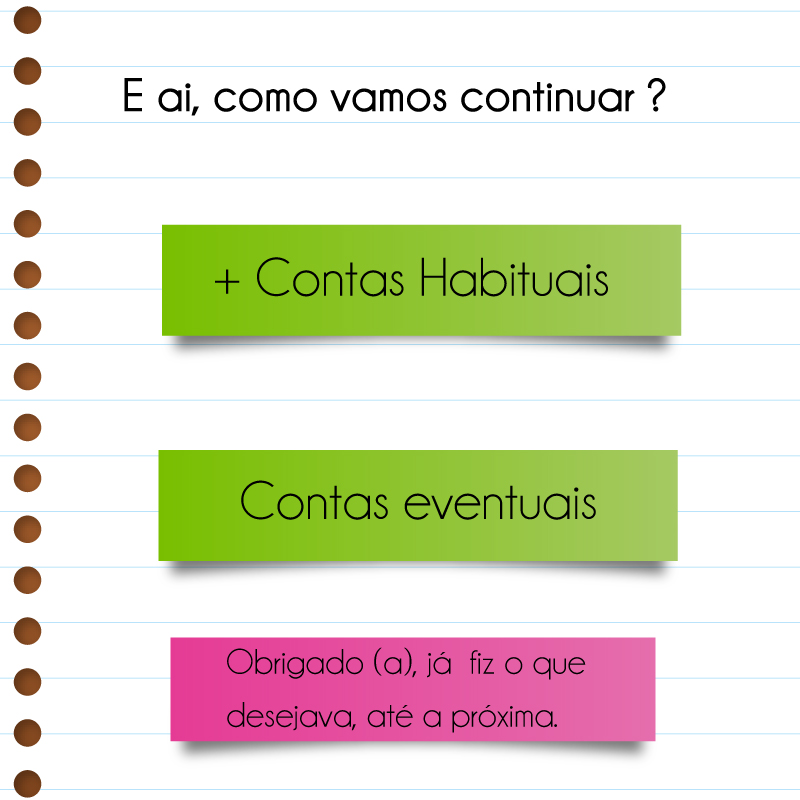 E ai, como vamos continuar ?
+ Contas Habituais
Contas eventuais
Obrigado (a), já fiz o que
desejava, até a próxima.